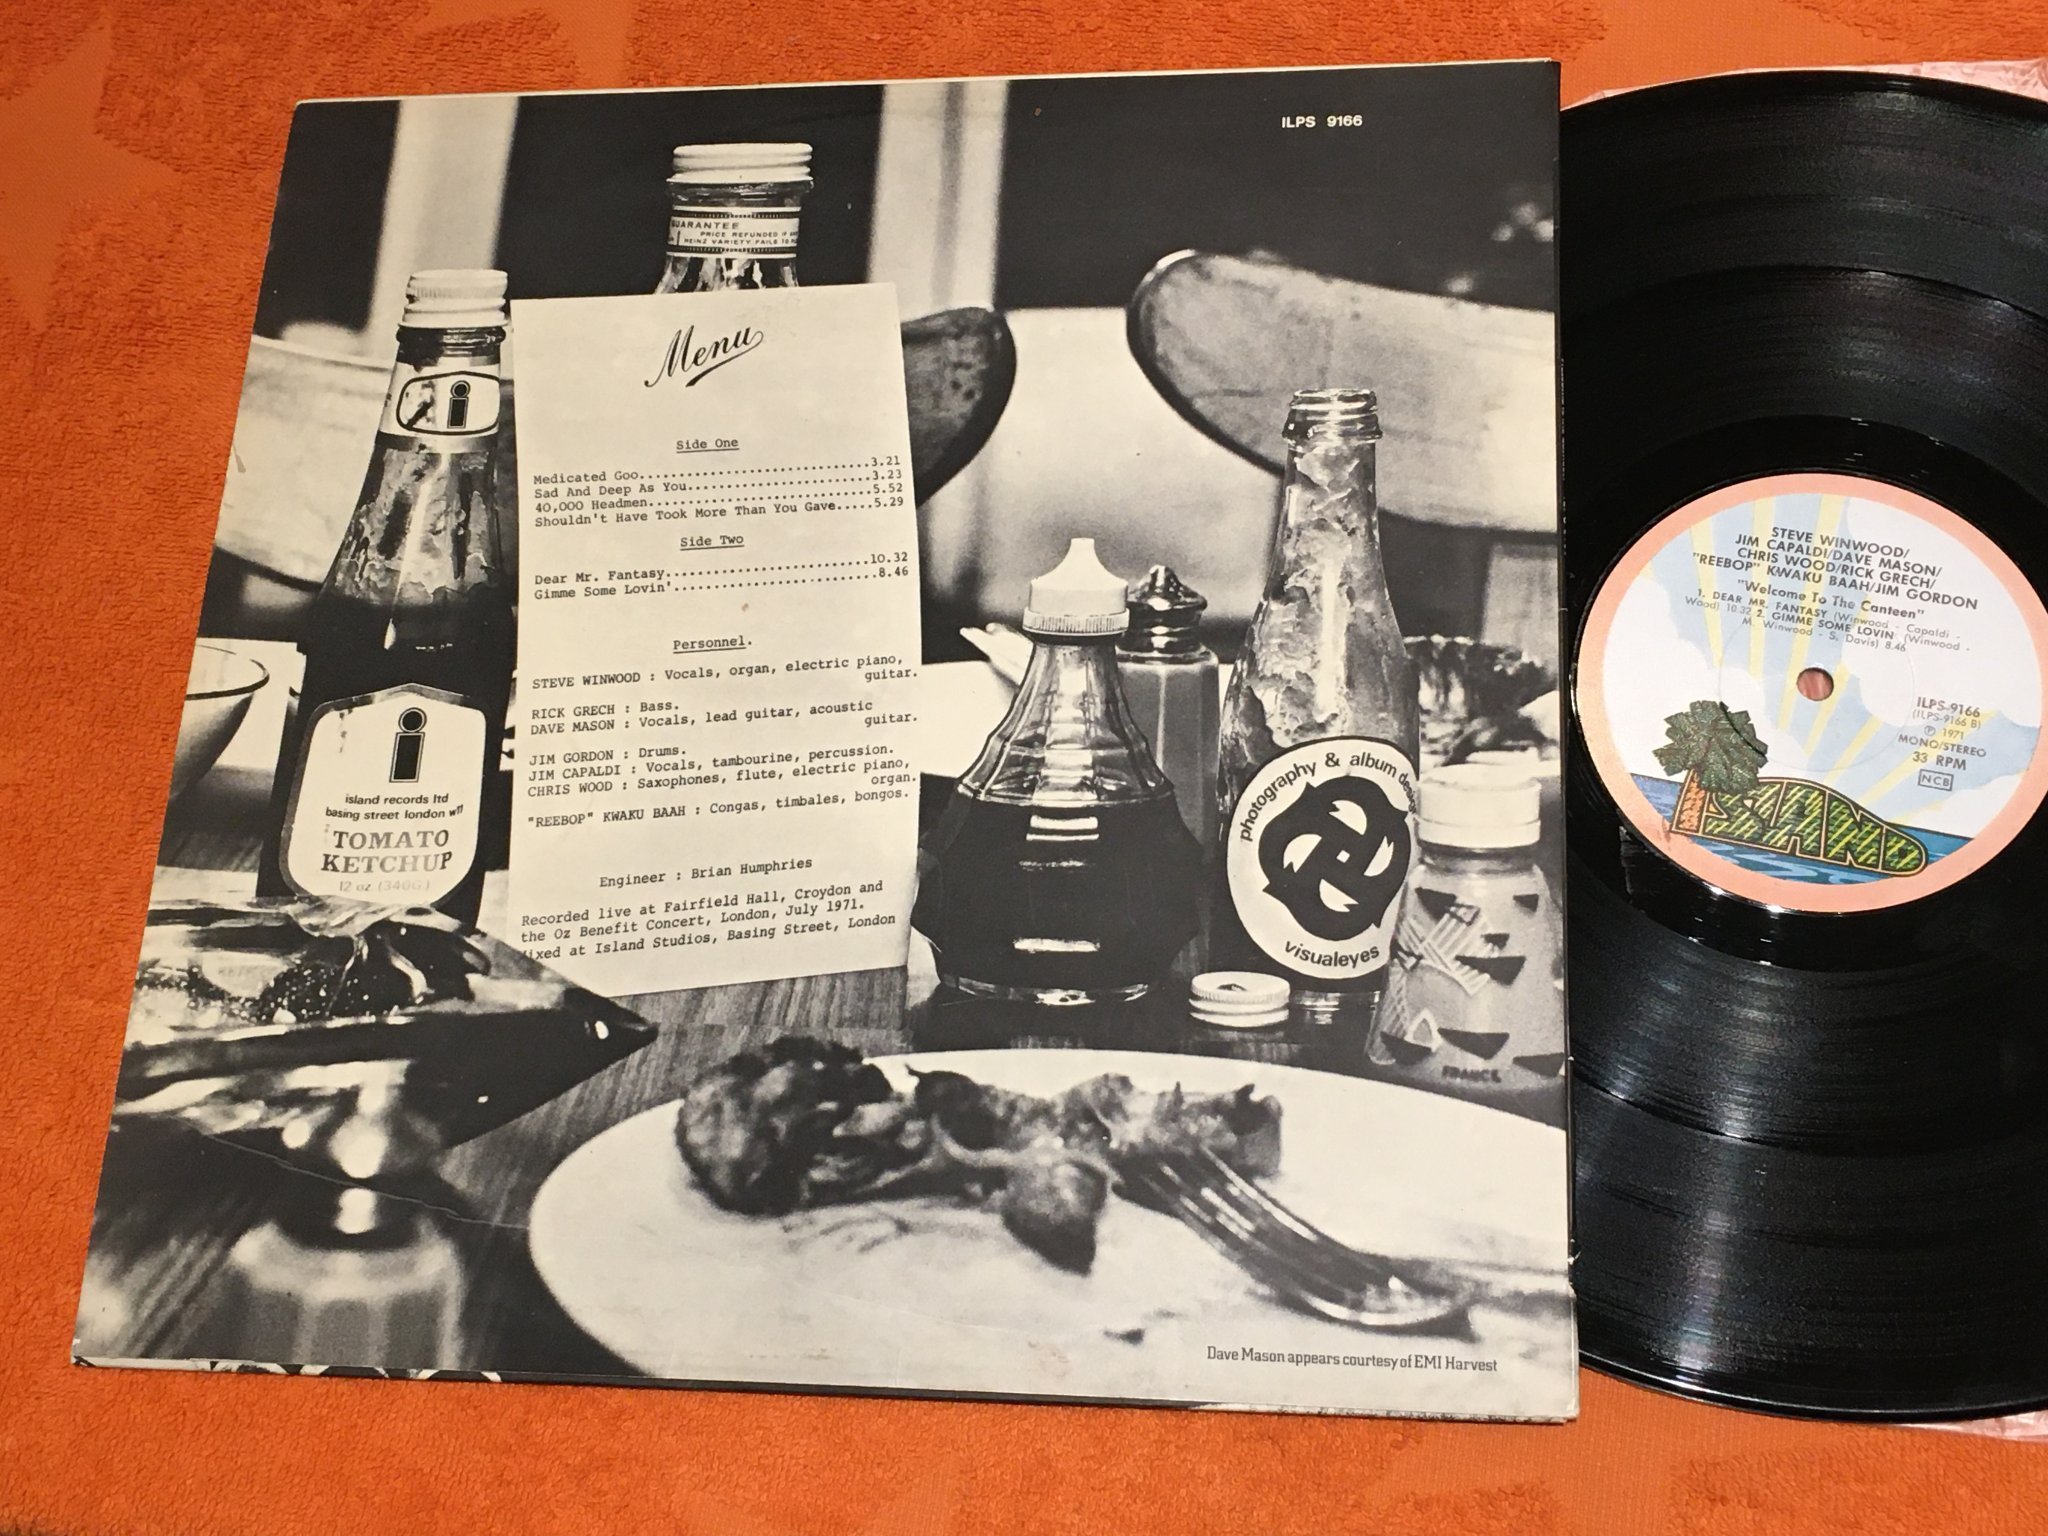 ILPS 9166
GUARANTEE
PRICE REFUNDED IF
HEINZ VARIETY FAILS TO
Menu
Side One
Medicated Goo.............................3.21
Sad And Deep As You.......................3.23
40,000 Headmen............................5.52
Shouldn't Have Took More Than You Gave.....5.29
Side Two
Dear Mr. Fantasy.........................10.32
Gimme Some Lovin'.........................8.46
Personnel.
STEVE WINWOOD : Vocals, organ, electric piano,
guitar.
RICK GRECH : Bass.
DAVE MASON : Vocals, lead guitar, acoustic
guitar.
JIM GORDON : Drums.
JIM CAPALDI : Vocals, tambourine, percussion.
CHRIS WOOD : Saxophones, flute, electric piano,
organ.
"REEBOP" KWAKU BAAH : Congas, timbales, bongos.
Engineer : Brian Humphries
Recorded live at Fairfield Hall, Croydon and
the Oz Benefit Concert, London, July 1971.
Mixed at Island Studios, Basing Street, London
i
i
island records ltd
basing street london w11
TOMATO
KETCHUP
12 oz (340G)
photography & album design
visualeyes
FRANCE
Dave Mason appears courtesy of EMI Harvest
STEVE WINWOOD/
JIM CAPALDI/DAVE MASON/
CHRIS WOOD/RICK GRECH/
"REEBOP" KWAKU BAAH/JIM GORDON
"Welcome To The Canteen"
1. DEAR MR. FANTASY (Winwood - Capaldi -
Wood) 10.32 2. GIMME SOME LOVIN (Winwood -
M. Winwood - S. Davis) 8.46
ILPS-9166
(ILPS-9166 B)
℗ 1971
MONO/STEREO
33 RPM
NCB
ISLAND